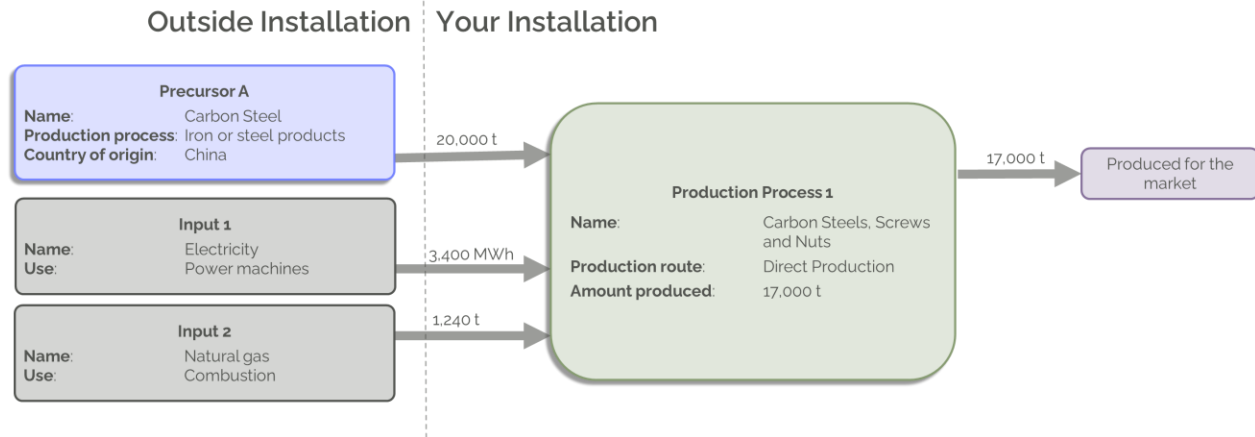 Outside Installation
Your Installation
Precursor A
Name: Carbon Steel
Production process: Iron or steel products
Country of origin: China
20,000 t
Input 1
Name: Electricity
Use: Power machines
3,400 MWh
Input 2
Name: Natural gas
Use: Combustion
1,240 t
Production Process 1
Name: Carbon Steels, Screws
and Nuts
Production route: Direct Production
Amount produced: 17,000 t
17,000 t
Produced for the
market